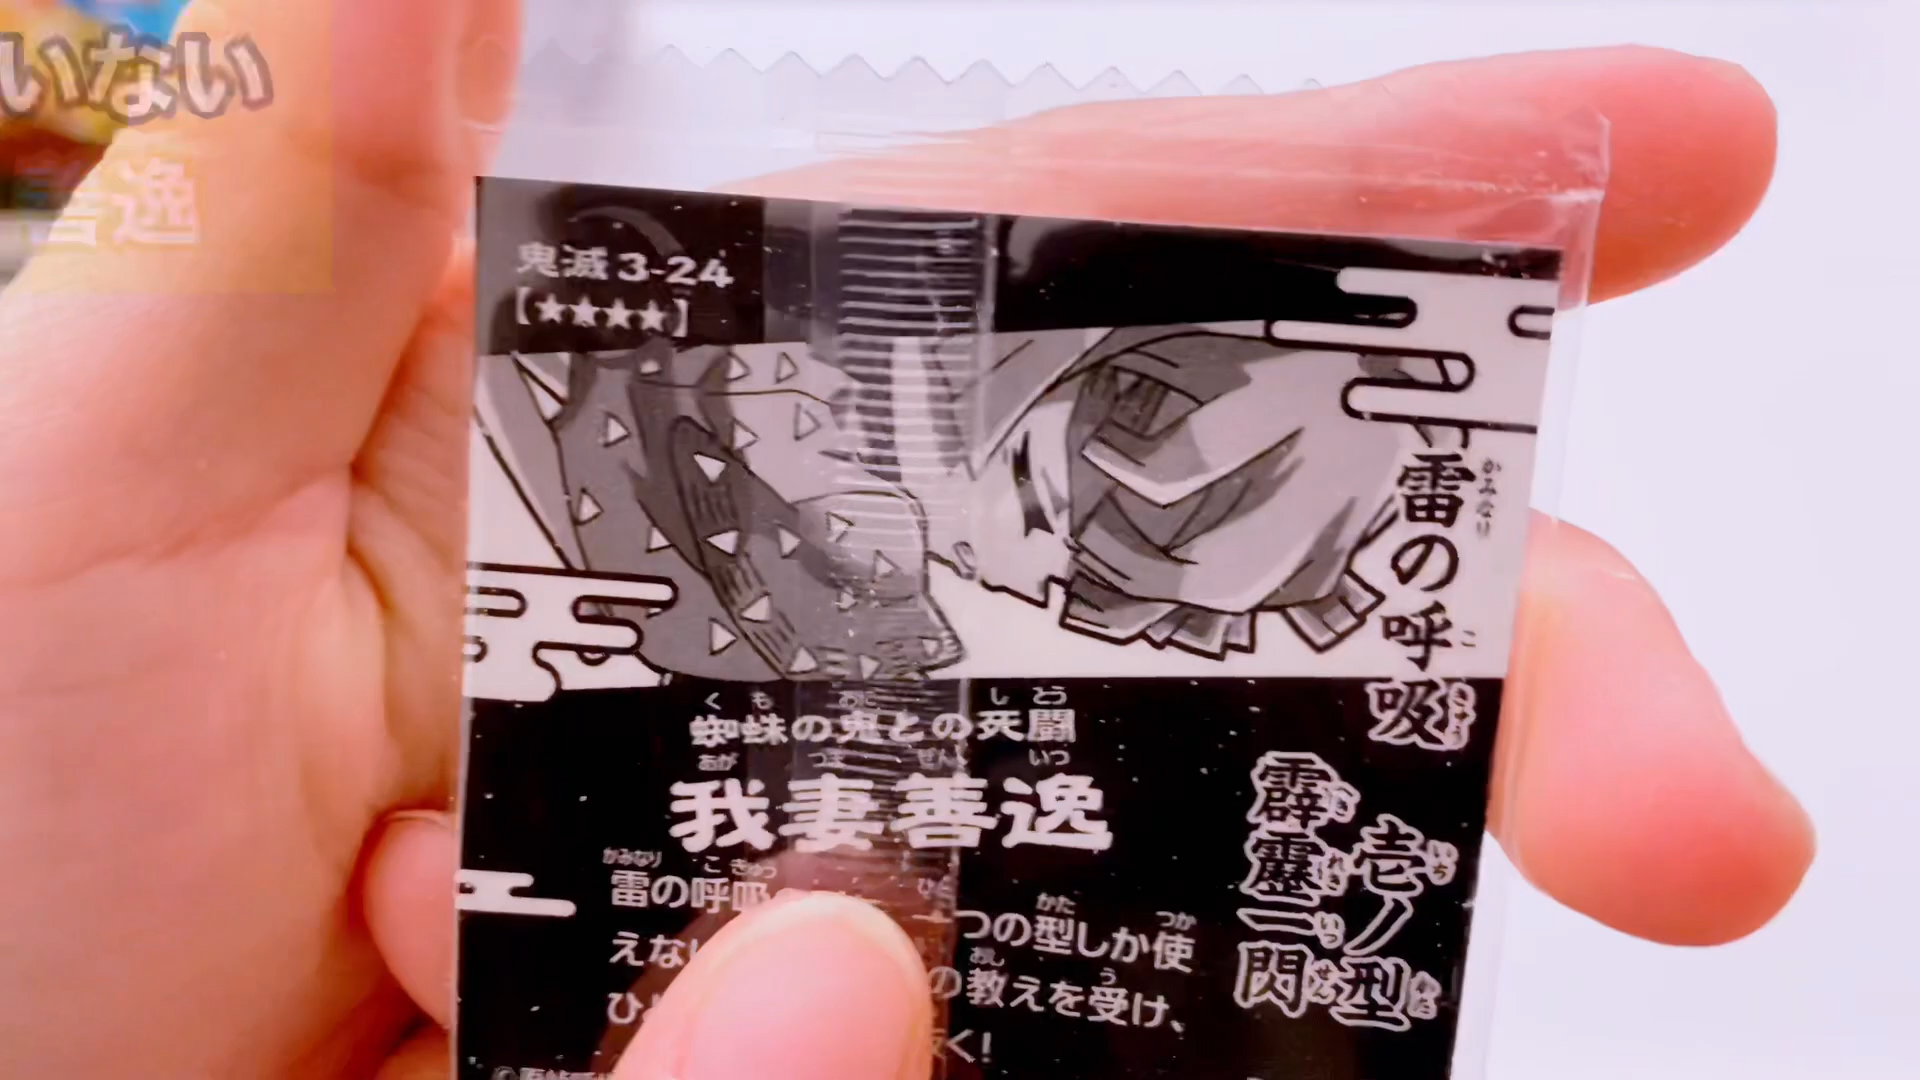 いない
善逸
鬼滅 3-24
【★★★★】
雷の呼吸
壱ノ型
霹靂一閃
蜘蛛の鬼との死闘
我妻善逸
雷の呼吸
一つの型しか使
えな
の教えを受け、
く!